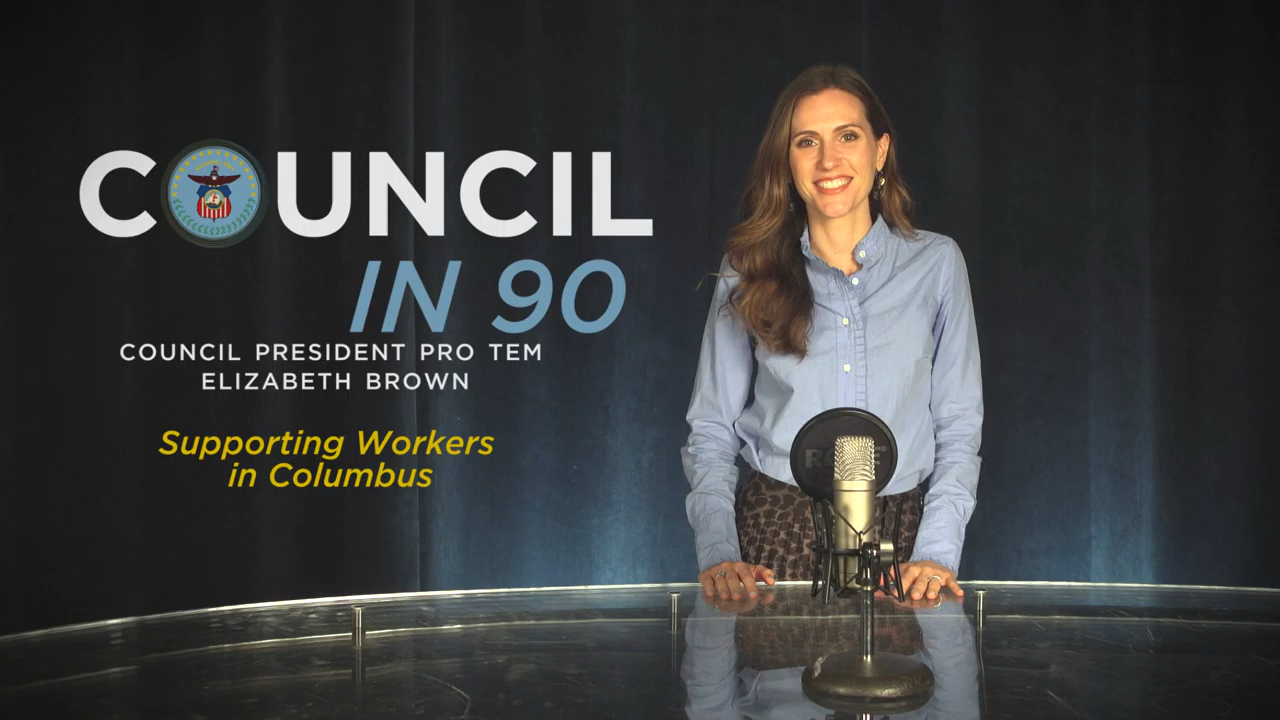 COUNCIL
IN 90
COUNCIL PRESIDENT PRO TEM
ELIZABETH BROWN
Supporting Workers
in Columbus